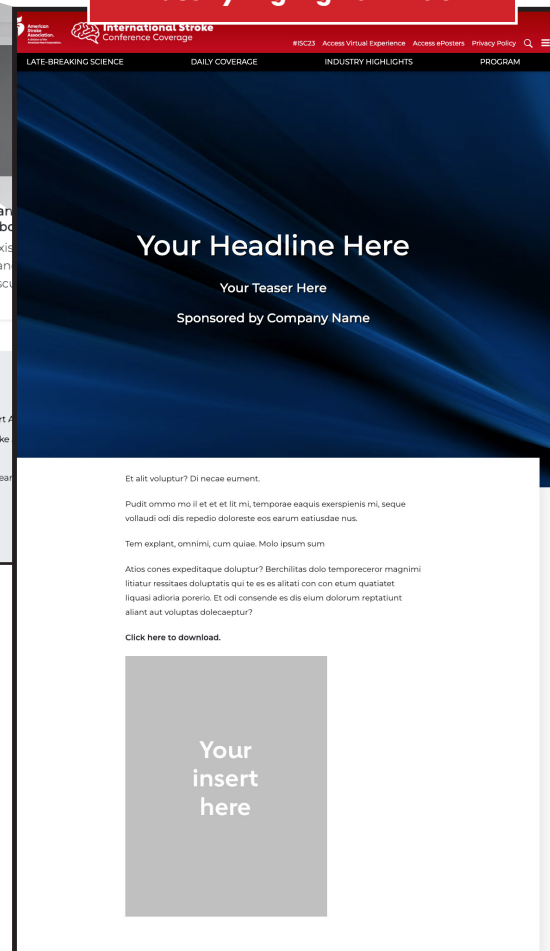 American
Stroke
Association.
International Stroke
Conference Coverage
#ISC23 Access Virtual Experience Access ePosters Privacy Policy
LATE-BREAKING SCIENCE DAILY COVERAGE INDUSTRY HIGHLIGHTS PROGRAM
Your Headline Here
Your Teaser Here
Sponsored by Company Name
Et alit voluptur? Di necae eument.
Pudit ommo mo il et et et lit mi, temporae eaquis exerspienis mi, seque
vollaudi odi dis repedio doloreste eos earum eatiusdae nus.
Tem explant, omnimi, cum quiae. Molo ipsum sum
Atios cones expeditaque doluptur? Berchilitas dolo temporeceror magnimi
litiatur ressitaes doluptatis qui te es es alitati con con etum quatiatet
liquasi adioria porerio. Et odi consende es dis eium dolorum reptatiunt
aliant aut voluptas dolecaeptur?
Click here to download.
Your
insert
here